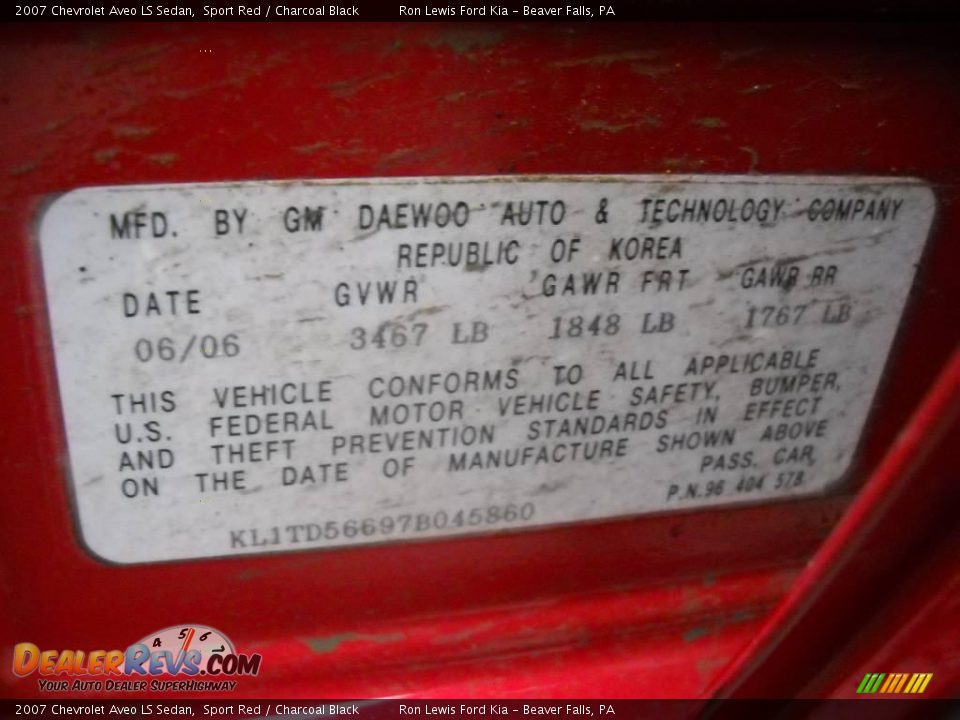 2007 Chevrolet Aveo LS Sedan, Sport Red / Charcoal Black Ron Lewis Ford Kia - Beaver Falls, PA
MFD. BY GM DAEWOO AUTO & TECHNOLOGY COMPANY
REPUBLIC OF KOREA
DATE GVWR GAWR FRT GAWR RR
06/06 3467 LB 1848 LB 1767 LB
THIS VEHICLE CONFORMS TO ALL APPLICABLE
U.S. FEDERAL MOTOR VEHICLE SAFETY, BUMPER,
AND THEFT PREVENTION STANDARDS IN EFFECT
ON THE DATE OF MANUFACTURE SHOWN ABOVE
PASS. CAR
P.N.96 404 578
KL1TD56697B045860
4 5 6
DealerRevs.com
Your Auto Dealer SuperHighway
2007 Chevrolet Aveo LS Sedan, Sport Red / Charcoal Black Ron Lewis Ford Kia - Beaver Falls, PA